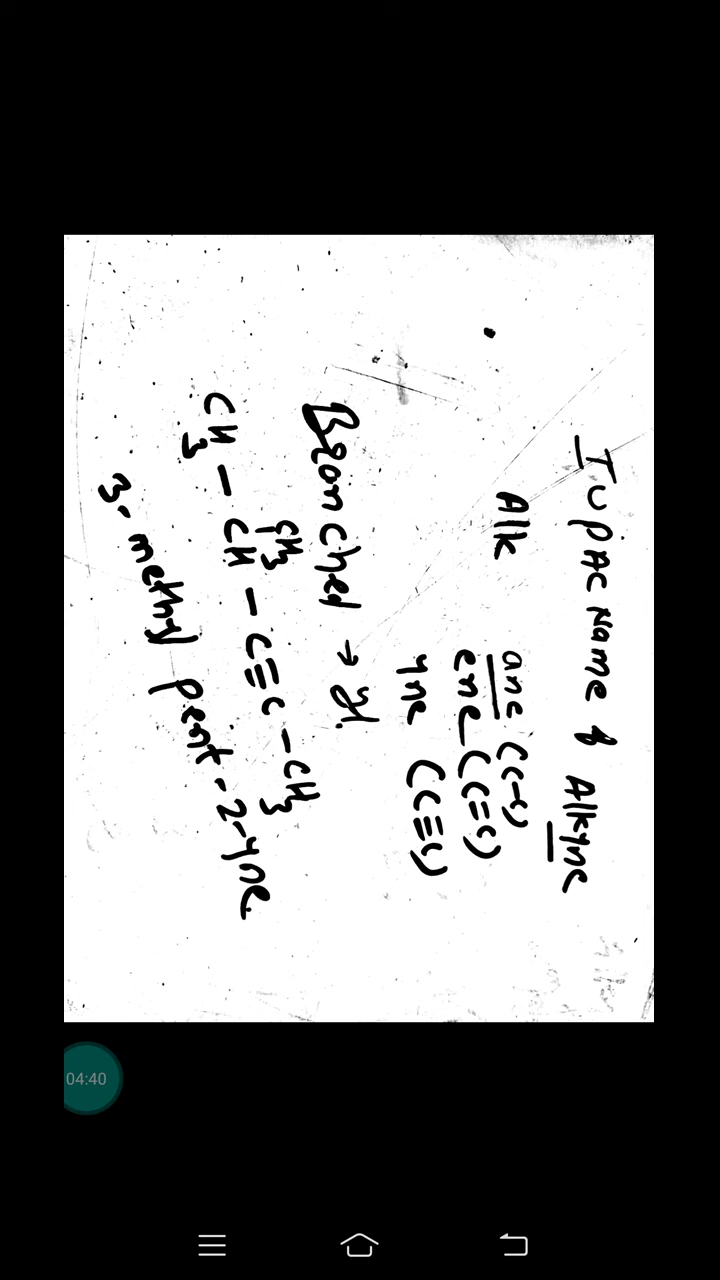 IUPAC Name of Alkyne
Alk
ane (C-C)
ene (C=C)
yne (C≡C)
Branched → yl
CH3
CH3 - CH - C≡C - CH3
3- methyl pent-2-yne.
04:40